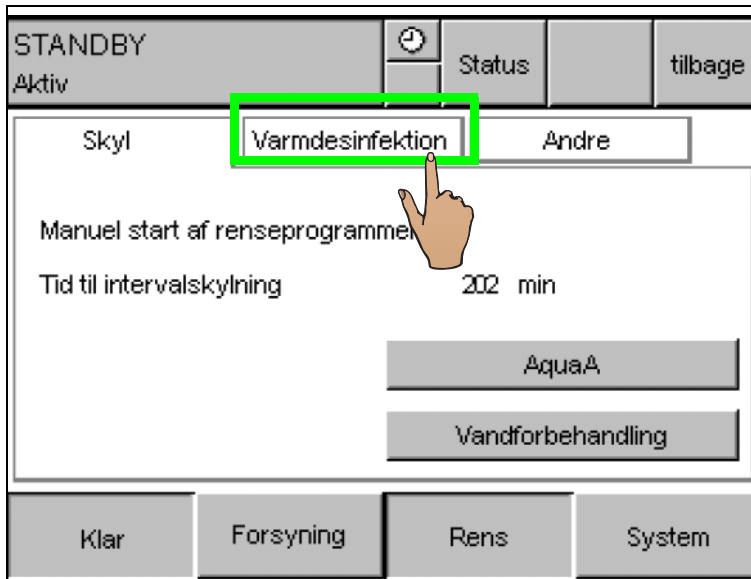 STANDBY
Aktiv
Status
tilbage
Skyl
Varmdesinfektion
Andre
Manuel start af renseprogrammer
Tid til intervalskylning 202 min
AquaA
Vandforbehandling
Klar
Forsyning
Rens
System